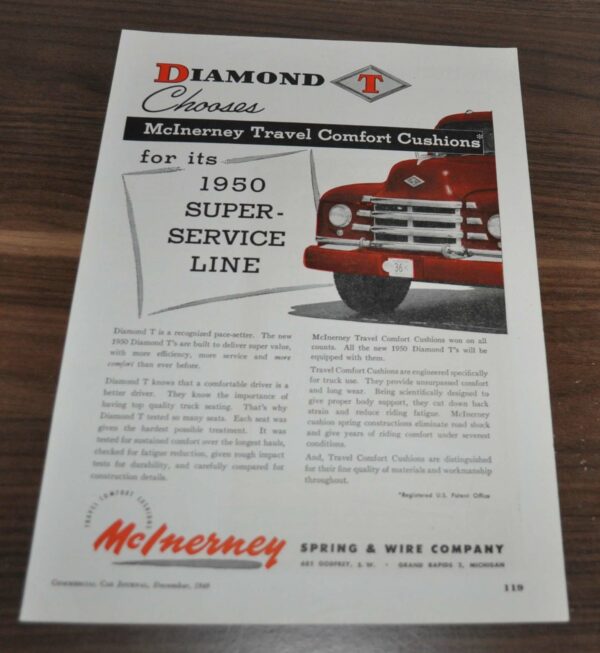 DIAMOND T
Chooses
McInerney Travel Comfort Cushions*
for its
1950
SUPER-
SERVICE
LINE
Diamond T is a recognized pace-setter. The new
1950 Diamond T's are built to deliver super value,
with more efficiency, more service and more
comfort than ever before.
Diamond T knows that a comfortable driver is a
better driver. They know the importance of
having top quality truck seating. That's why
Diamond T tested so many seats. Each seat was
given the hardest possible treatment. It was
tested for sustained comfort over the longest hauls,
checked for fatigue reduction, given rough impact
tests for durability, and carefully compared for
construction details.
McInerney Travel Comfort Cushions won on all
counts. All the new 1950 Diamond T's will be
equipped with them.
Travel Comfort Cushions are engineered specifically
for truck use. They provide unsurpassed comfort
and long wear. Being scientifically designed to
give proper body support, they cut down back
strain and reduce riding fatigue. McInerney
cushion spring constructions eliminate road shock
and give years of riding comfort under severest
conditions.
And, Travel Comfort Cushions are distinguished
for their fine quality of materials and workmanship
throughout.
*Registered U.S. Patent Office
TRAVEL COMFORT CUSHIONS
McInerney
SPRING & WIRE COMPANY
GODFREY, S. W. · GRAND RAPIDS 2, MICHIGAN
COMMERCIAL CAR JOURNAL, December, 1949
119